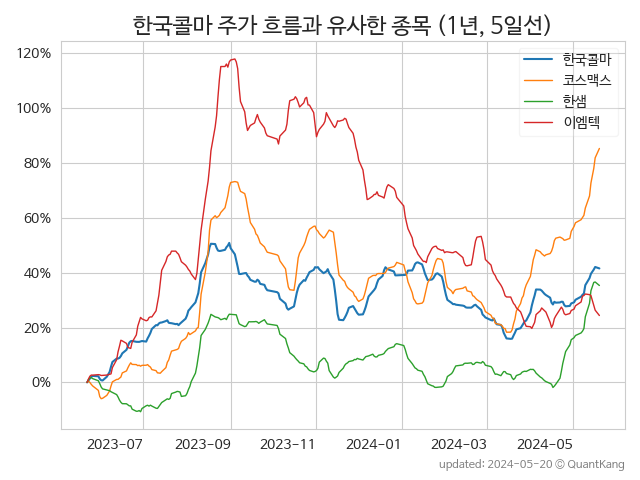 한국콜마 주가 흐름과 유사한 종목 (1년, 5일선)
120%
100%
80%
60%
40%
20%
0%
한국콜마
코스맥스
한샘
이엠텍
2023-07
2023-09
2023-11
2024-01
2024-03
2024-05
updated: 2024-05-20 © QuantKang